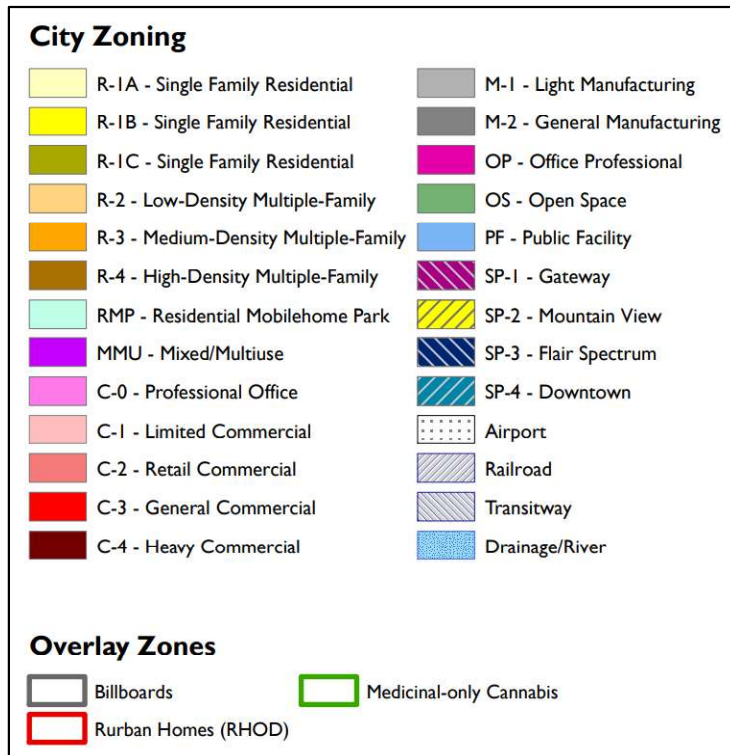 City Zoning
R-1A - Single Family Residential
R-1B - Single Family Residential
R-1C - Single Family Residential
R-2 - Low-Density Multiple-Family
R-3 - Medium-Density Multiple-Family
R-4 - High-Density Multiple-Family
RMP - Residential Mobilehome Park
MMU - Mixed/Multiuse
C-0 - Professional Office
C-1 - Limited Commercial
C-2 - Retail Commercial
C-3 - General Commercial
C-4 - Heavy Commercial
M-1 - Light Manufacturing
M-2 - General Manufacturing
OP - Office Professional
OS - Open Space
PF - Public Facility
SP-1 - Gateway
SP-2 - Mountain View
SP-3 - Flair Spectrum
SP-4 - Downtown
Airport
Railroad
Transitway
Drainage/River
Overlay Zones
Billboards
Rurban Homes (RHOD)
Medicinal-only Cannabis